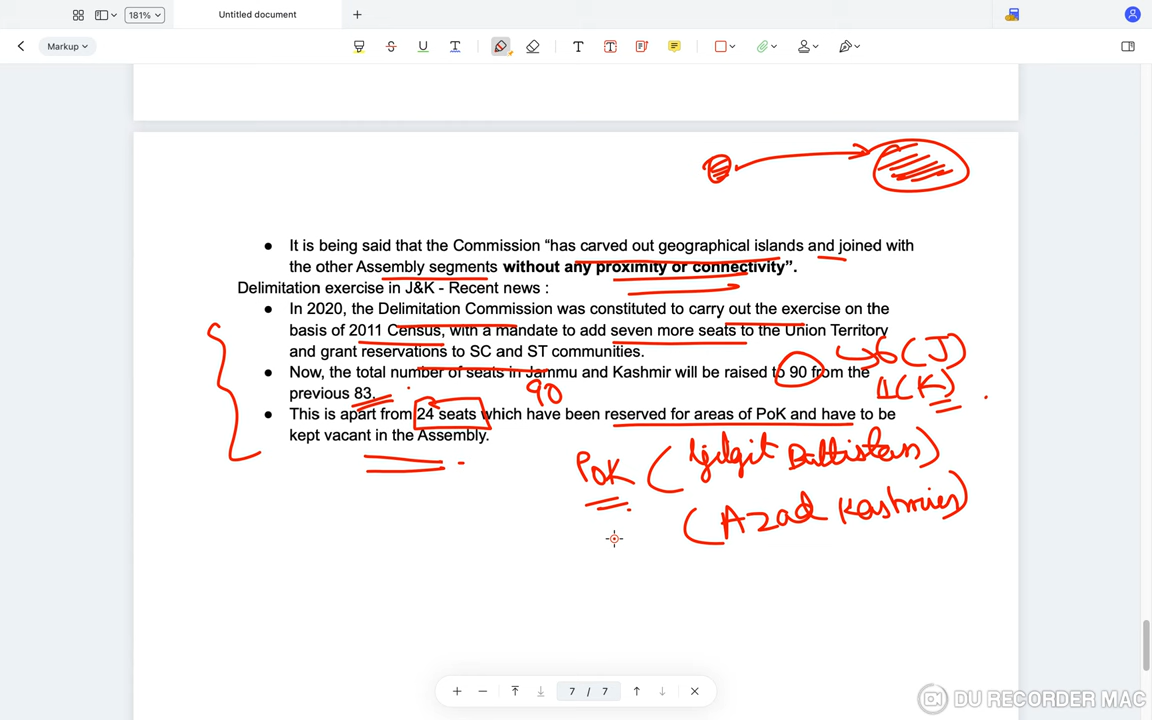 181%
Untitled document
Markup
It is being said that the Commission “has carved out geographical islands and joined with
the other Assembly segments without any proximity or connectivity”.
Delimitation exercise in J&K - Recent news :
In 2020, the Delimitation Commission was constituted to carry out the exercise on the
basis of 2011 Census, with a mandate to add seven more seats to the Union Territory
and grant reservations to SC and ST communities.
6 (J)
Now, the total number of seats in Jammu and Kashmir will be raised to 90 from the
previous 83.
90
1 (K)
This is apart from 24 seats which have been reserved for areas of PoK and have to be
kept vacant in the Assembly.
PoK (Gilgit Baltistan)
(Azad Kashmir)
7 / 7
DU RECORDER MAC